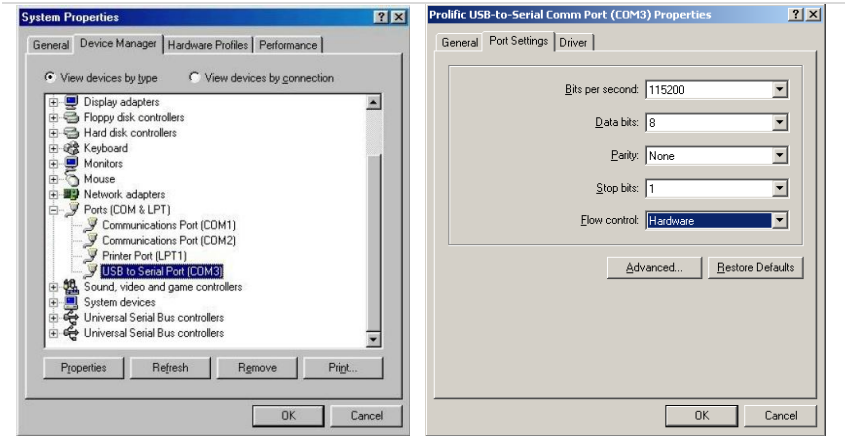 System Properties
General Device Manager Hardware Profiles Performance
View devices by type View devices by connection
Display adapters
Floppy disk controllers
Hard disk controllers
Keyboard
Monitors
Mouse
Network adapters
Ports (COM & LPT)
Communications Port (COM1)
Communications Port (COM2)
Printer Port (LPT1)
USB to Serial Port (COM3)
Sound, video and game controllers
System devices
Universal Serial Bus controllers
Universal Serial Bus controllers
Properties Refresh Remove Print...
OK Cancel
Prolific USB-to-Serial Comm Port (COM3) Properties
General Port Settings Driver
Bits per second: 115200
Data bits: 8
Parity: None
Stop bits: 1
Flow control: Hardware
Advanced... Restore Defaults
OK Cancel